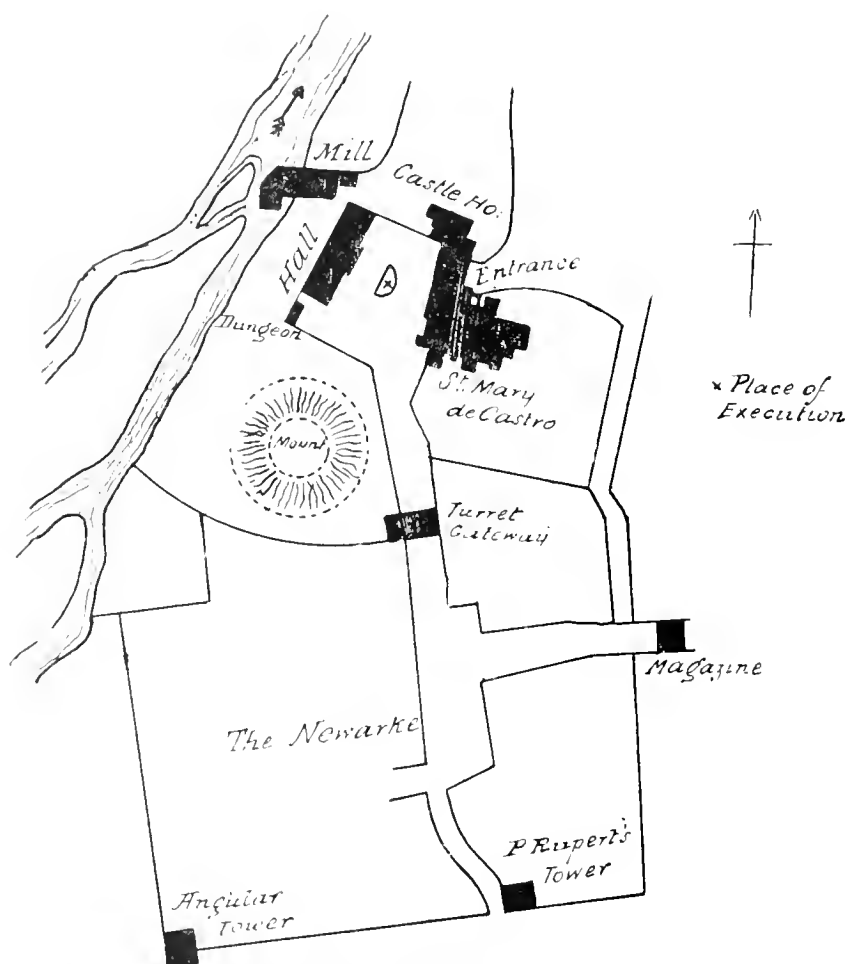 Mill
Castle Ho:
Hall
Entrance
Dungeon
St. Mary
de Castro
x Place of
Execution
Mount
Turret
Gateway
Magazine
The Newarke
P Rupert's
Tower
Angular
Tower